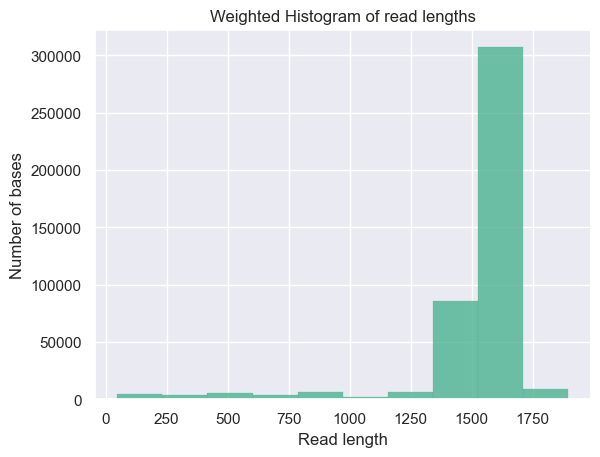 Weighted Histogram of read lengths
300000
250000
200000
150000
100000
50000
0
Number of bases
0 250 500 750 1000 1250 1500 1750
Read length